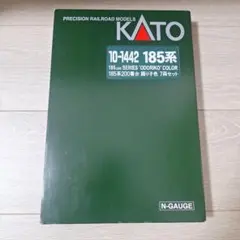 PRECISION RAILROAD MODELS
KATO
10-1442 185系
185-200 SERIES "ODORIKO" COLOR
185系200番台 踊り子色 7両セット
N-GAUGE